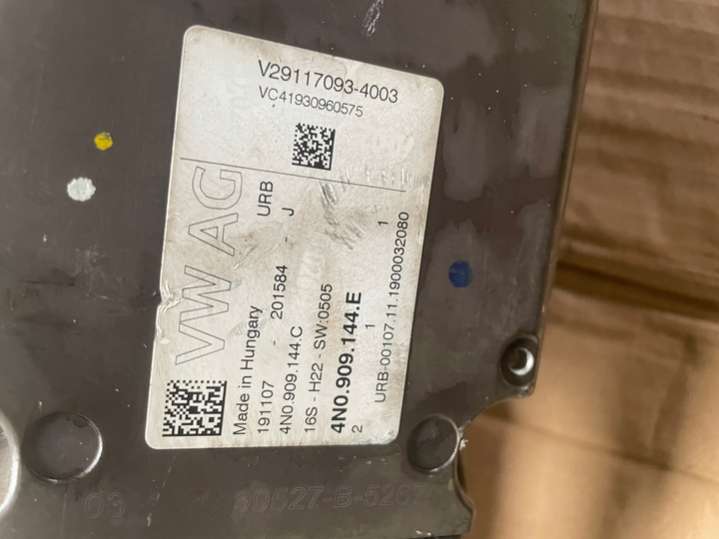 V29117093-4003
VC41930960575
VW AG
Made in Hungary
191107 - 201584 URB
4N0.909.144.C - J
16S - H22 - SW:0505
4N0.909.144.E
2 1 1
URB-00107.11.1900032080
03